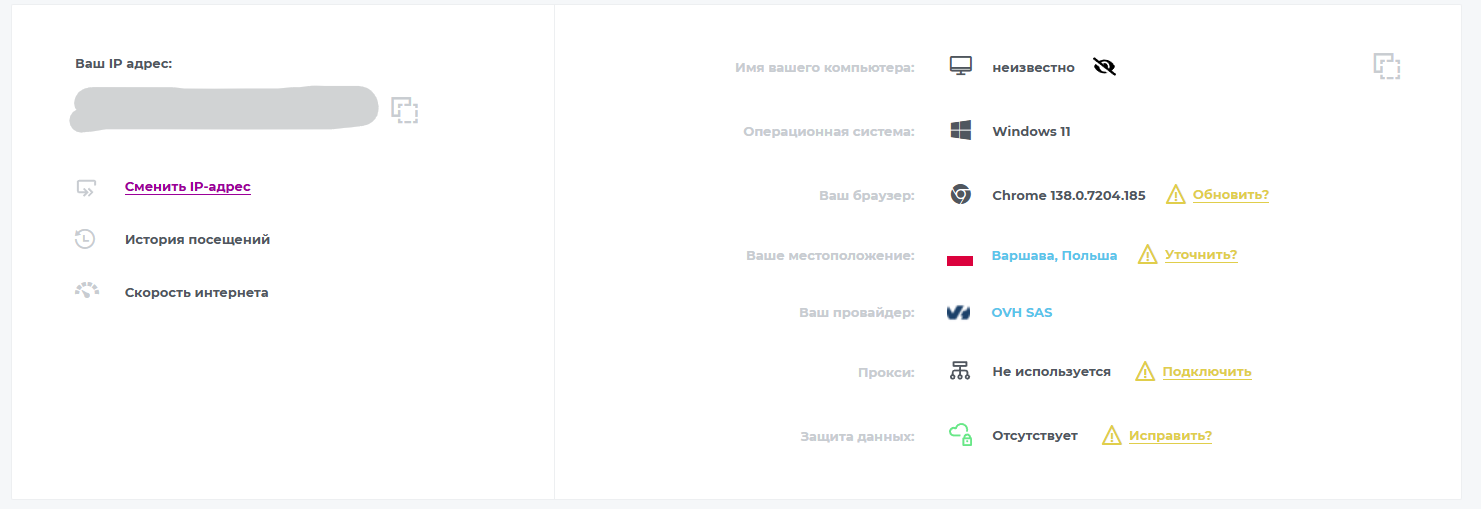 Ваш IP адрес:
Сменить IP-адрес
История посещений
Скорость интернета
Имя вашего компьютера: неизвестно
Операционная система: Windows 11
Ваш браузер: Chrome 138.0.7204.185 Обновить?
Ваше местоположение: Варшава, Польша Уточнить?
Ваш провайдер: OVH SAS
Прокси: Не используется Подключить
Защита данных: Отсутствует Исправить?